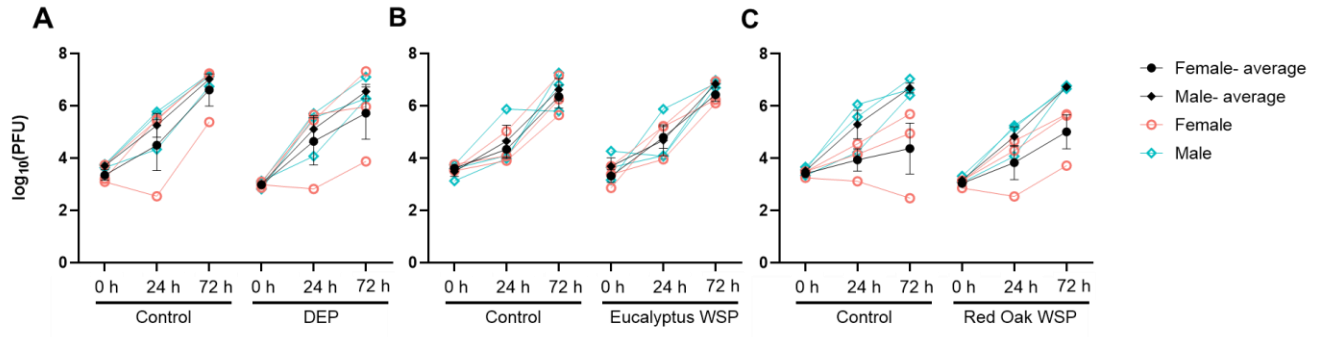 A
B
C
log10(PFU)
8
6
4
2
0
0 h 24 h 72 h
Control
0 h 24 h 72 h
DEP
8
6
4
2
0
0 h 24 h 72 h
Control
0 h 24 h 72 h
Eucalyptus WSP
8
6
4
2
0
0 h 24 h 72 h
Control
0 h 24 h 72 h
Red Oak WSP
Female- average
Male- average
Female
Male